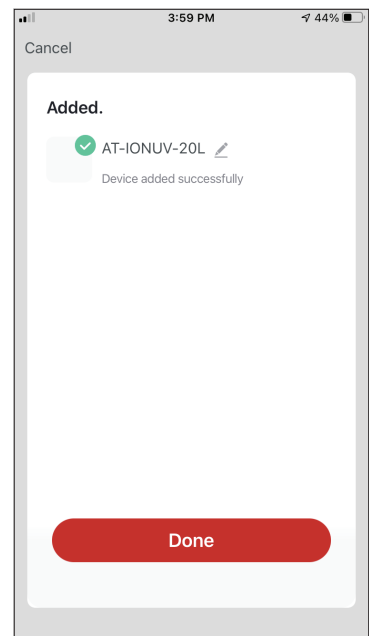 3:59 PM
44%
Cancel
Added.
AT-IONUV-20L
Device added successfully
Done